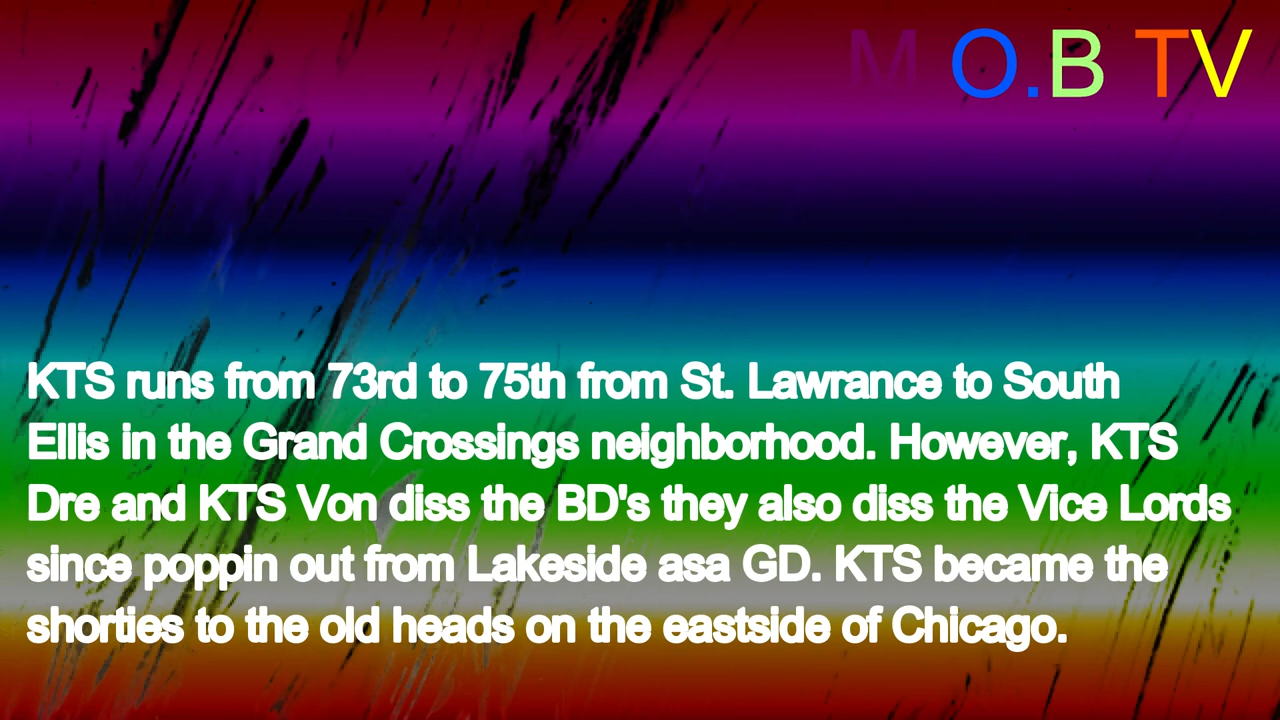 M O.B TV
KTS runs from 73rd to 75th from St. Lawrance to South
Ellis in the Grand Crossings neighborhood. However, KTS
Dre and KTS Von diss the BD's they also diss the Vice Lords
since poppin out from Lakeside asa GD. KTS became the
shorties to the old heads on the eastside of Chicago.